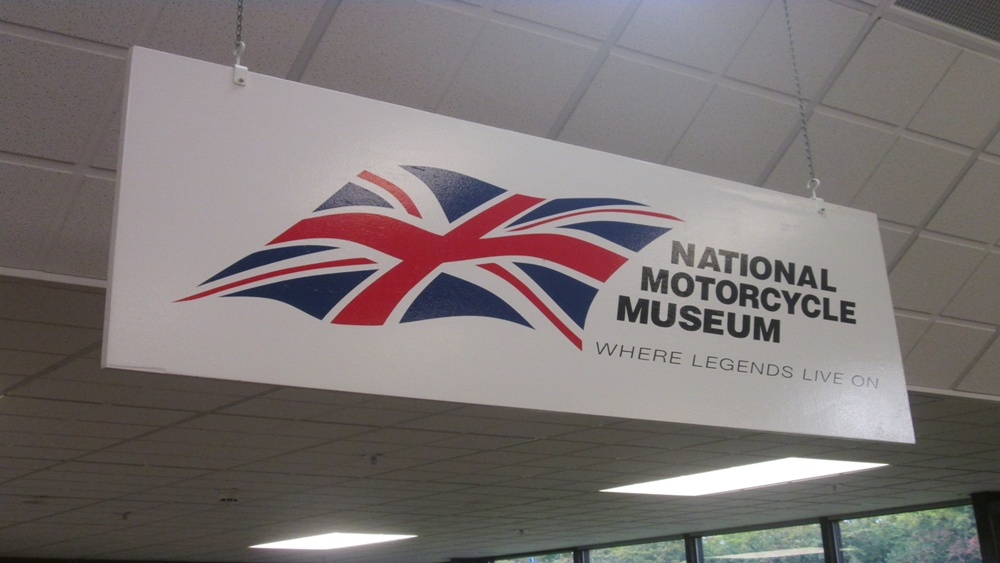 NATIONAL
MOTORCYCLE
MUSEUM
WHERE LEGENDS LIVE ON